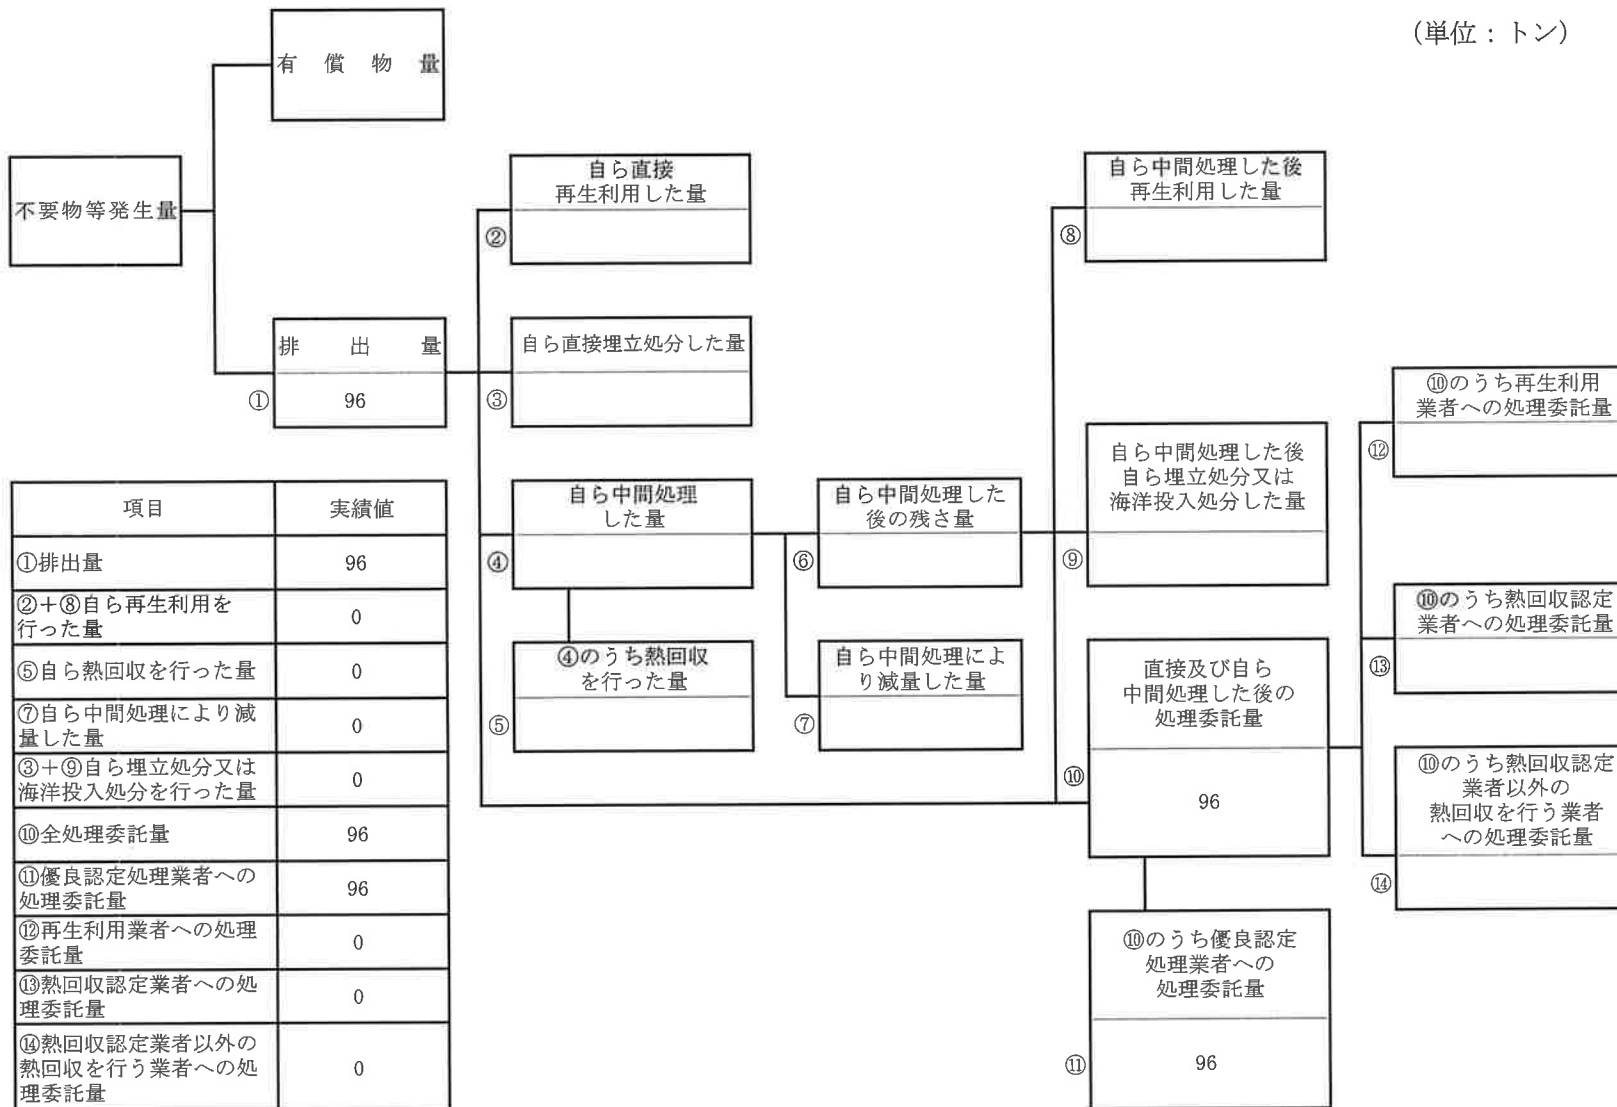 (単位：トン)
有償物量
不要物等発生量
排出量
①
96
自ら直接
再生利用した量
②
自ら直接埋立処分した量
③
自ら中間処理
した量
④
④のうち熱回収
を行った量
⑤
自ら中間処理した
後の残さ量
⑥
自ら中間処理によ
り減量した量
⑦
自ら中間処理した後
再生利用した量
⑧
自ら中間処理した後
自ら埋立処分又は
海洋投入処分した量
⑨
直接及び自ら
中間処理した後の
処理委託量
⑩
96
⑩のうち優良認定
処理業者への
処理委託量
⑪
96
⑩のうち再生利用
業者への処理委託量
⑫
⑩のうち熱回収認定
業者への処理委託量
⑬
⑩のうち熱回収認定
業者以外の
熱回収を行う業者
への処理委託量
⑭
項目 実績値
①排出量 96
②＋⑧自ら再生利用を
行った量 0
⑤自ら熱回収を行った量 0
⑦自ら中間処理により減
量した量 0
③＋⑨自ら埋立処分又は
海洋投入処分を行った量 0
⑩全処理委託量 96
⑪優良認定処理業者への
処理委託量 96
⑫再生利用業者への処理
委託量 0
⑬熱回収認定業者への処
理委託量 0
⑭熱回収認定業者以外の
熱回収を行う業者への処
理委託量 0